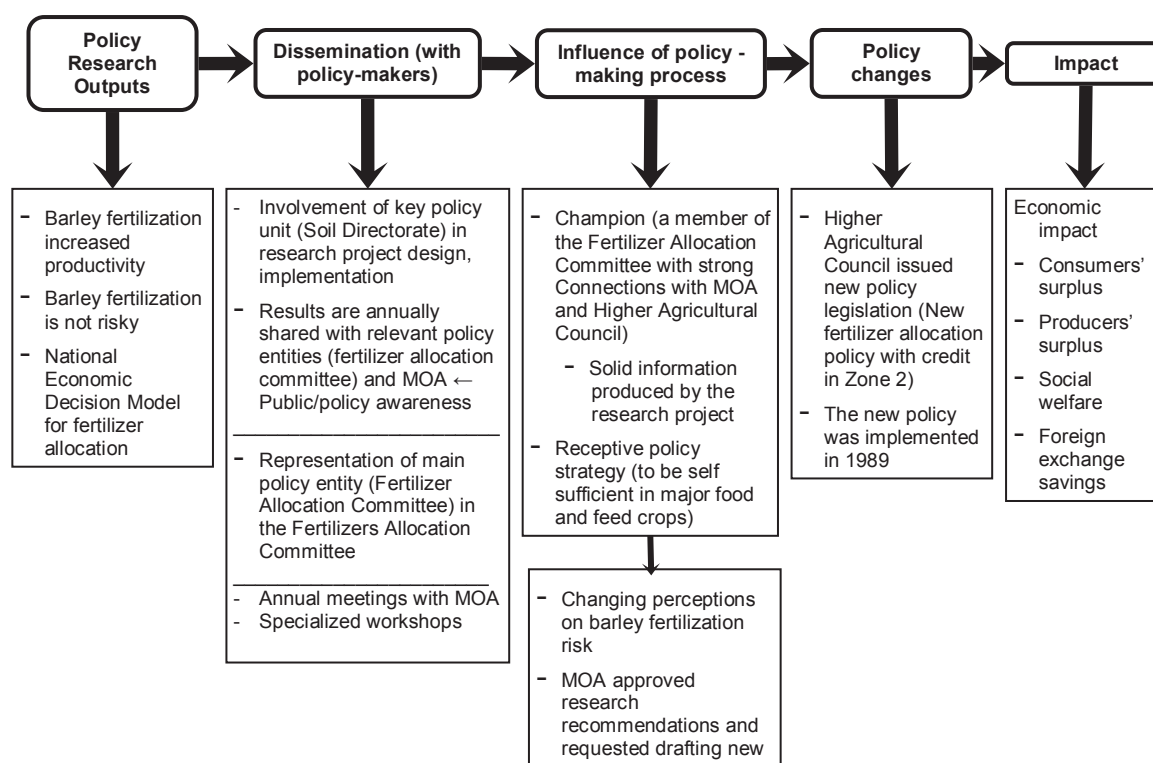 Policy
Research
Outputs
Dissemination (with
policy-makers)
Influence of policy -
making process
Policy
changes
Impact
- Barley fertilization
increased
productivity
- Barley fertilization
is not risky
- National
Economic
Decision Model
for fertilizer
allocation
- Involvement of key policy
unit (Soil Directorate) in
research project design,
implementation
- Results are annually
shared with relevant policy
entities (fertilizer allocation
committee) and MOA ←
Public/policy awareness
- Representation of main
policy entity (Fertilizer
Allocation Committee) in
the Fertilizers Allocation
Committee
- Annual meetings with MOA
- Specialized workshops
- Champion (a member of
the Fertilizer Allocation
Committee with strong
Connections with MOA
and Higher Agricultural
Council)
- Solid information
produced by the
research project
- Receptive policy
strategy (to be self
sufficient in major food
and feed crops)
- Changing perceptions
on barley fertilization
risk
- MOA approved
research
recommendations and
requested drafting new
- Higher
Agricultural
Council issued
new policy
legislation (New
fertilizer allocation
policy with credit
in Zone 2)
- The new policy
was implemented
in 1989
Economic
impact
- Consumers’
surplus
- Producers’
surplus
- Social
welfare
- Foreign
exchange
savings